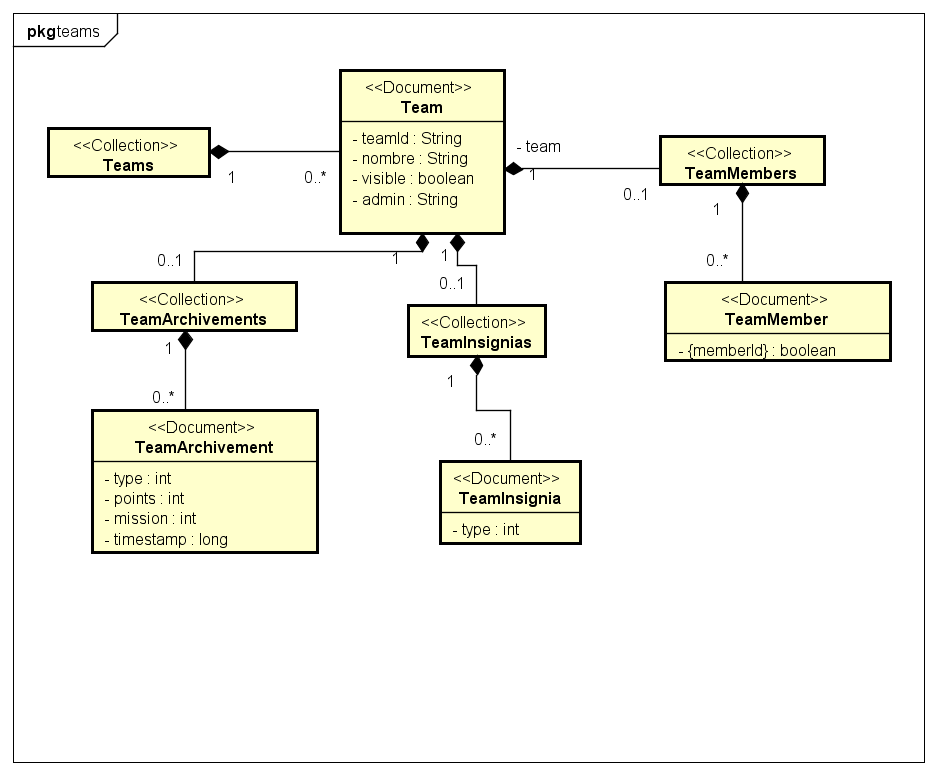 pkg teams
<<Document>>
Team
- teamId : String
- nombre : String
- visible : boolean
- admin : String
<<Collection>>
Teams
1
0..*
- team
1
0..1
<<Collection>>
TeamMembers
1
0..*
<<Document>>
TeamMember
- {memberId} : boolean
1
0..1
<<Collection>>
TeamArchivements
1
0..*
<<Document>>
TeamArchivement
- type : int
- points : int
- mission : int
- timestamp : long
1
0..1
<<Collection>>
TeamInsignias
1
0..*
<<Document>>
TeamInsignia
- type : int